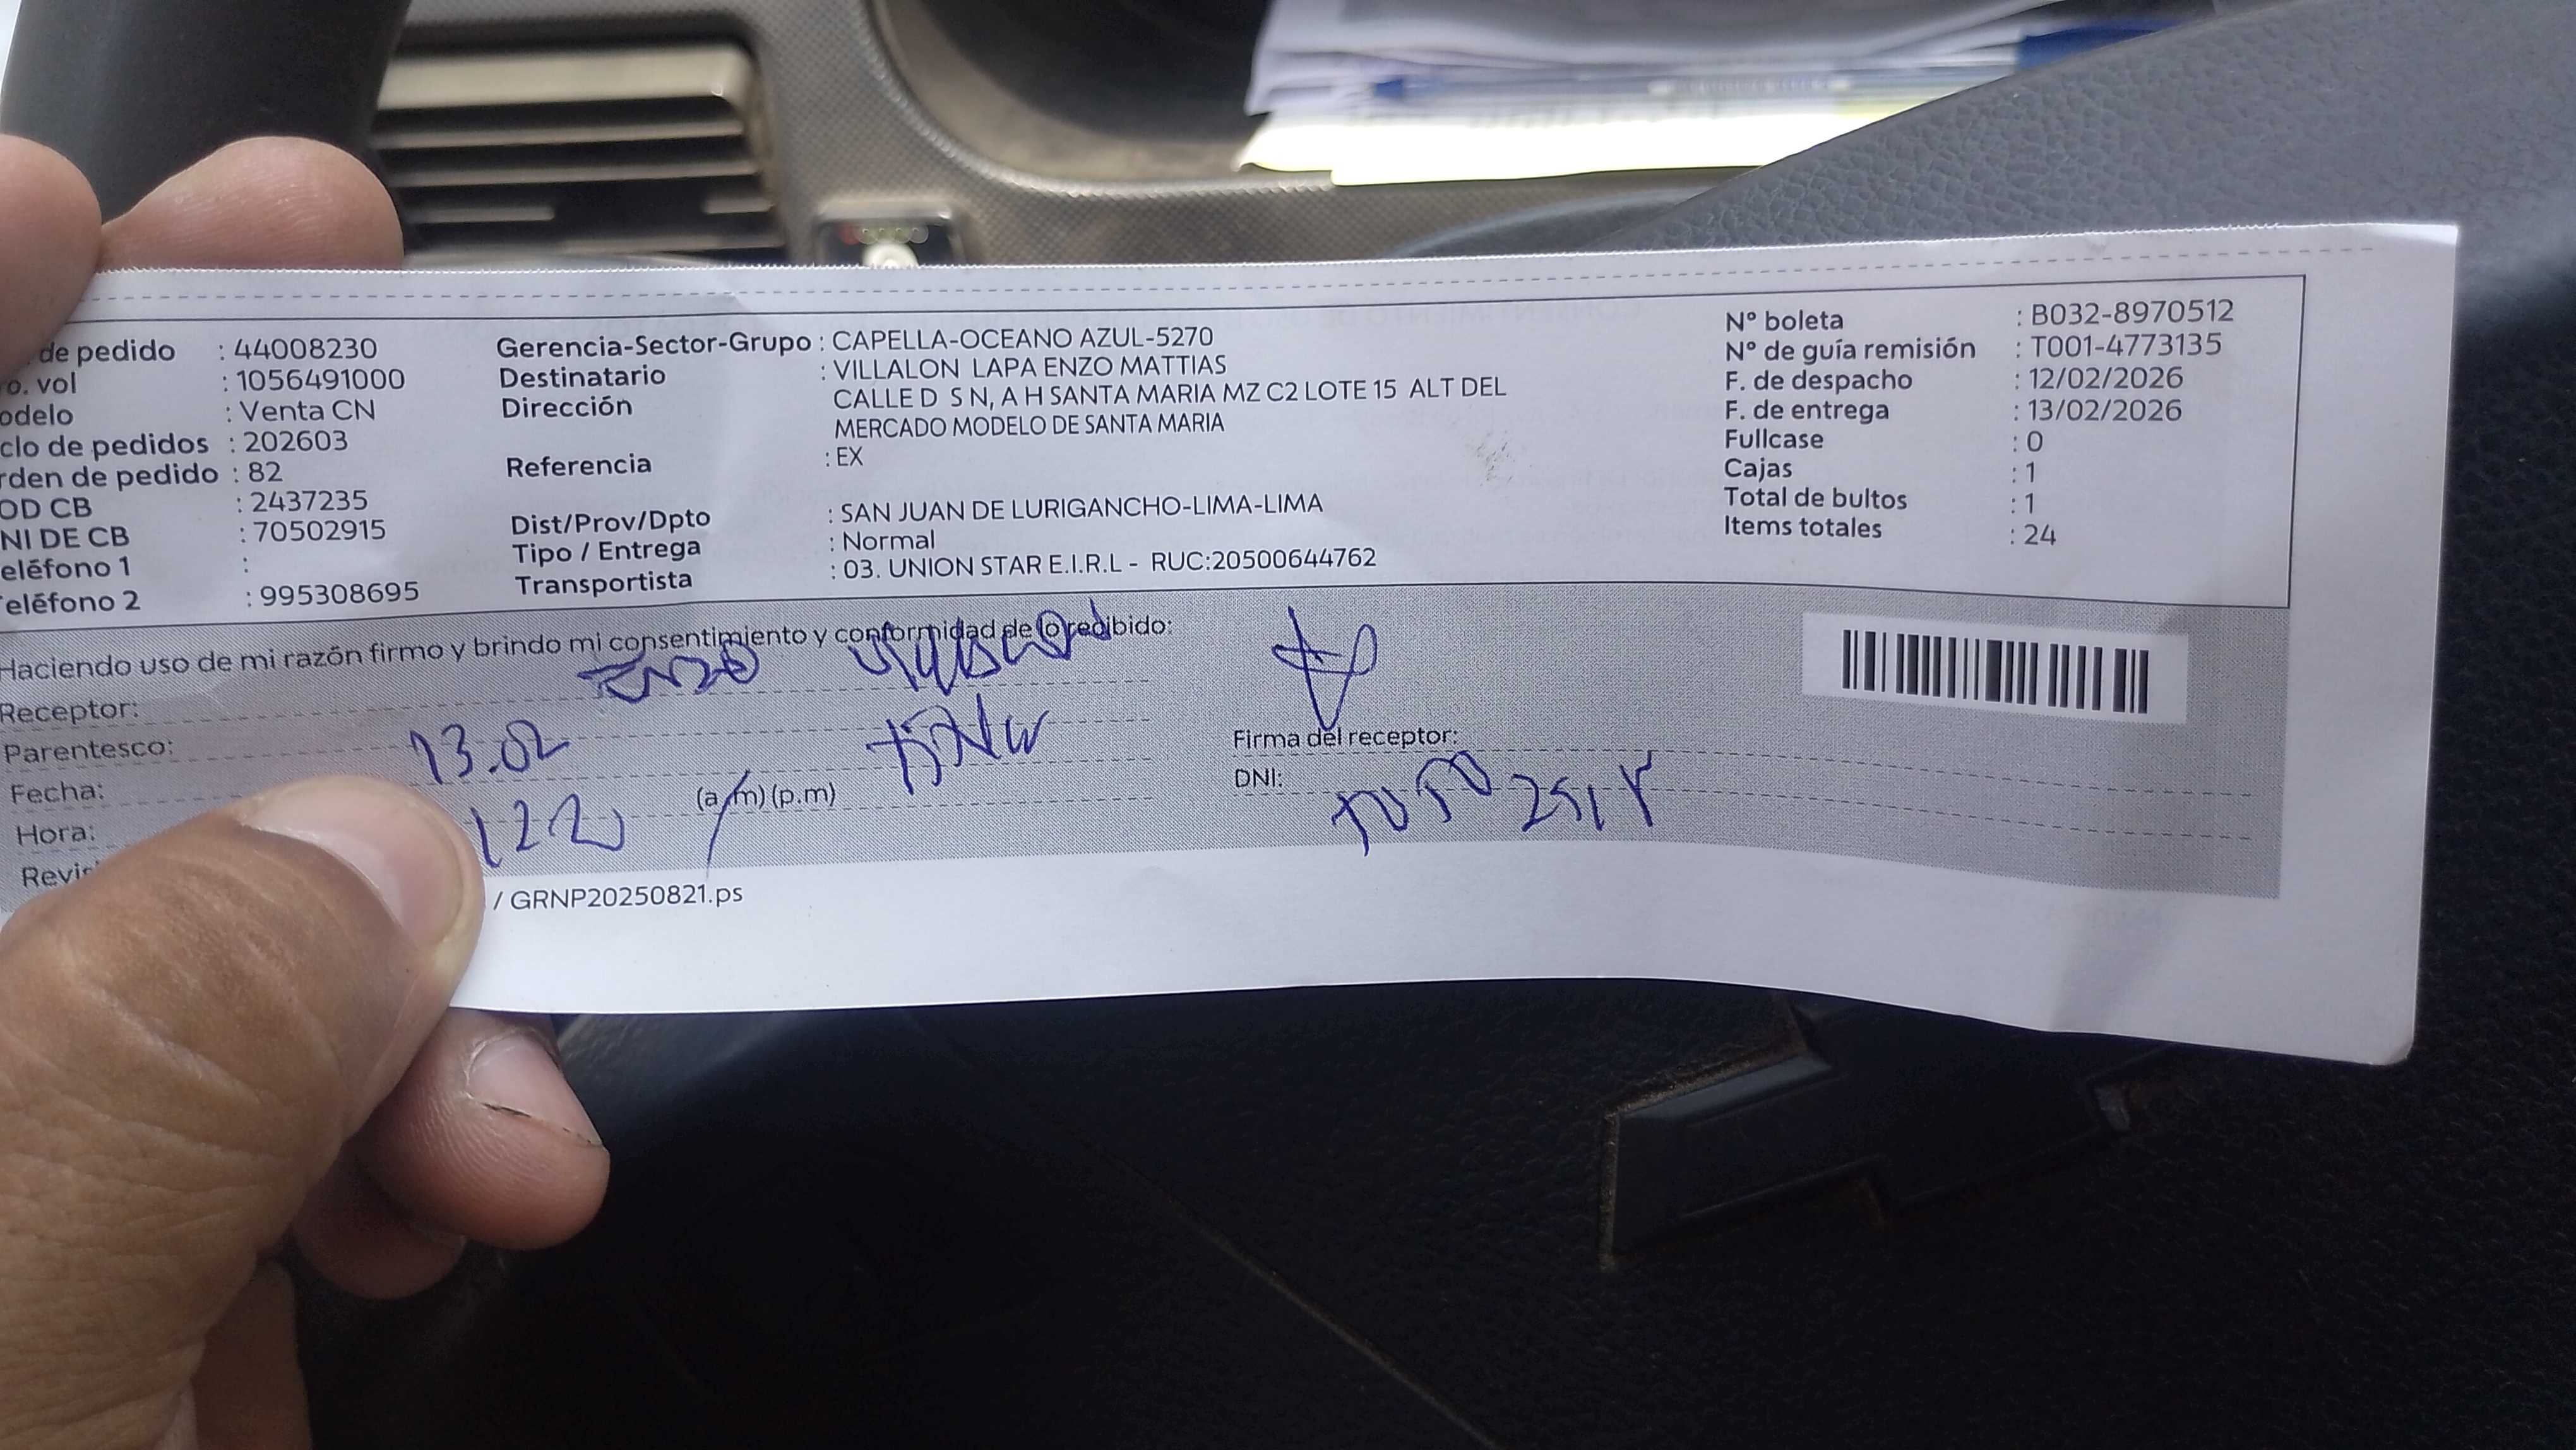 de pedido : 44008230
o. vol : 1056491000
odelo : Venta CN
clo de pedidos : 202603
rden de pedido : 82
OD CB : 2437235
NI DE CB : 70502915
eléfono 1 :
eléfono 2 : 995308695
Gerencia-Sector-Grupo : CAPELLA-OCEANO AZUL-5270
Destinatario : VILLALON LAPA ENZO MATTIAS
Dirección CALLE D S N, A H SANTA MARIA MZ C2 LOTE 15 ALT DEL
MERCADO MODELO DE SANTA MARIA
Referencia : EX
Dist/Prov/Dpto : SAN JUAN DE LURIGANCHO-LIMA-LIMA
Tipo / Entrega : Normal
Transportista : 03. UNION STAR E.I.R.L - RUC:20500644762
N° boleta : B032-8970512
N° de guía remisión : T001-4773135
F. de despacho : 12/02/2026
F. de entrega : 13/02/2026
Fullcase : 0
Cajas : 1
Total de bultos : 1
Items totales : 24
Haciendo uso de mi razón firmo y brindo mi consentimiento y conformidad de lo recibido:
Receptor: ENZO
Parentesco:
Fecha: 13.02
Hora: (a.m) (p.m)
Revis
Firma del receptor:
DNI:
/ GRNP20250821.ps